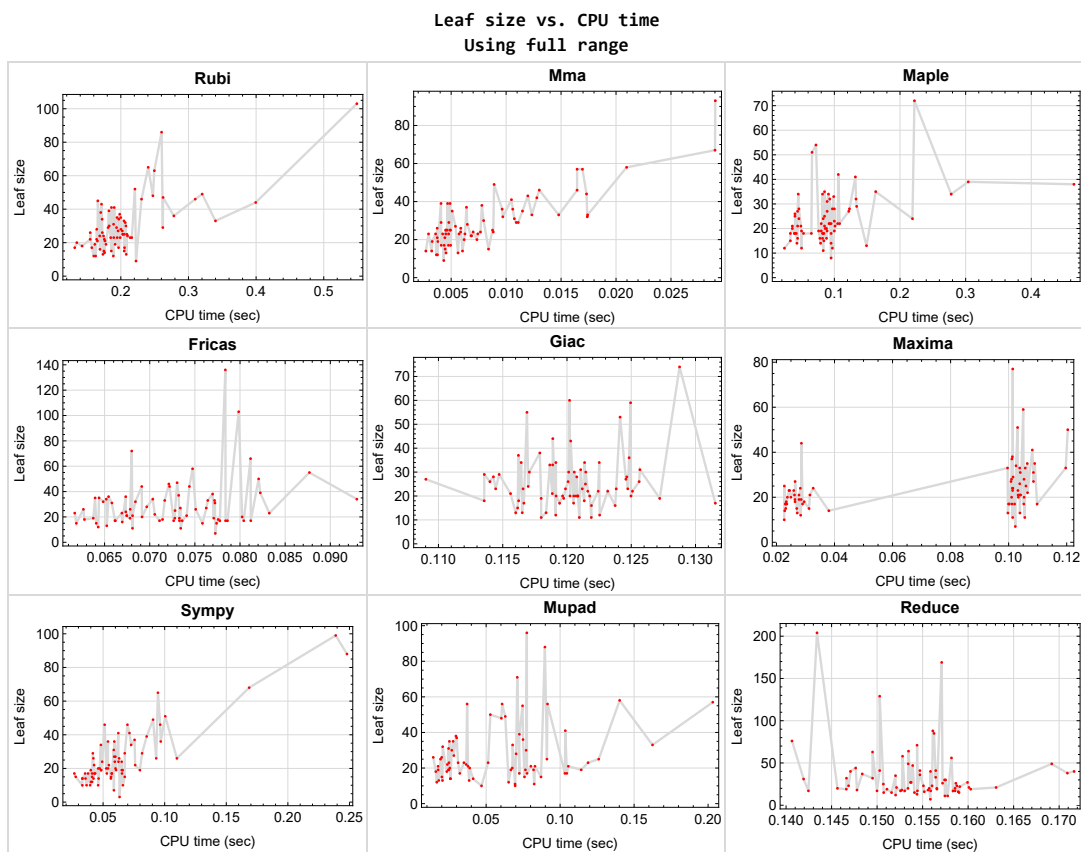 Leaf size vs. CPU time
Using full range
Rubi
Leaf size
100
80
60
40
20
0
0.2 0.3 0.4 0.5
CPU time (sec)
Mma
Leaf size
80
60
40
20
0
0.005 0.010 0.015 0.020 0.025
CPU time (sec)
Maple
Leaf size
70
60
50
40
30
20
10
0
0.1 0.2 0.3 0.4
CPU time (sec)
Fricas
Leaf size
140
120
100
80
60
40
20
0
0.065 0.070 0.075 0.080 0.085 0.090
CPU time (sec)
Giac
Leaf size
70
60
50
40
30
20
10
0
0.110 0.115 0.120 0.125 0.130
CPU time (sec)
Maxima
Leaf size
80
60
40
20
0
0.02 0.04 0.06 0.08 0.10 0.12
CPU time (sec)
Sympy
Leaf size
100
80
60
40
20
0
0.05 0.10 0.15 0.20 0.25
CPU time (sec)
Mupad
Leaf size
100
80
60
40
20
0
0.05 0.10 0.15 0.20
CPU time (sec)
Reduce
Leaf size
200
150
100
50
0
0.140 0.145 0.150 0.155 0.160 0.165 0.170
CPU time (sec)